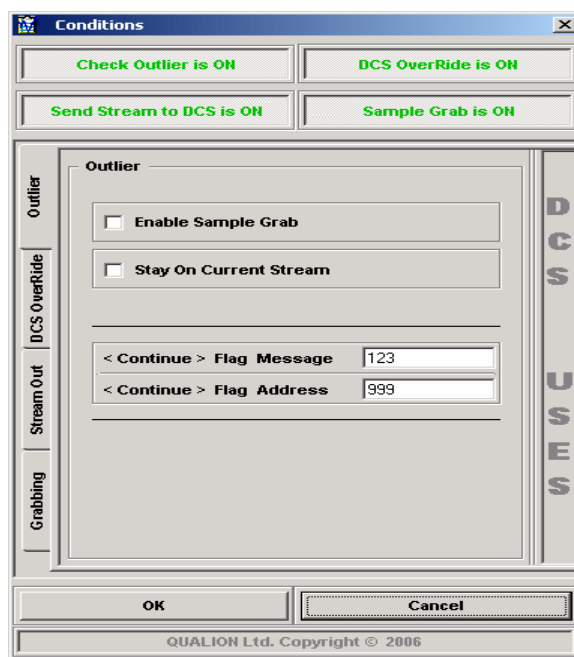 Conditions
Check Outlier is ON
DCS OverRide is ON
Send Stream to DCS is ON
Sample Grab is ON
Outlier
DCS OverRide
Stream Out
Grabbing
Outlier
Enable Sample Grab
Stay On Current Stream
< Continue > Flag Message 123
< Continue > Flag Address 999
DCS USES
OK
Cancel
QUALION Ltd. Copyright © 2006